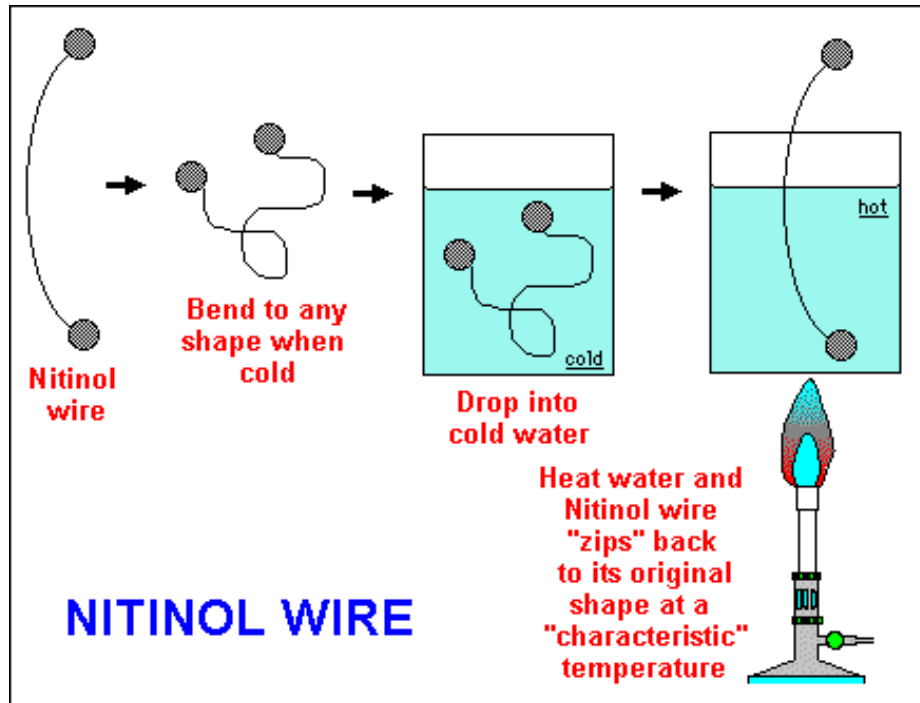 Nitinol
wire
Bend to any
shape when
cold
cold
Drop into
cold water
hot
Heat water and
Nitinol wire
"zips" back
to its original
shape at a
"characteristic"
temperature
NITINOL WIRE